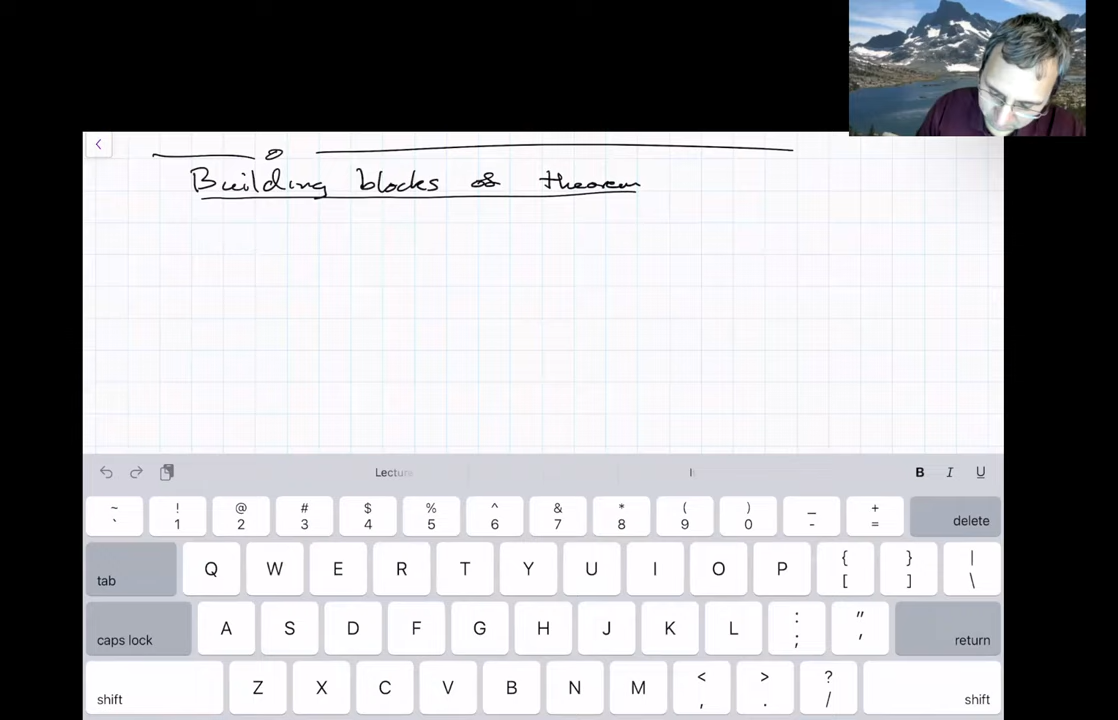 Building blocks of theorem
Lecture
B I U
~ ! @ # $ % ^ & * ( ) _ +
` 1 2 3 4 5 6 7 8 9 0 - = delete
tab Q W E R T Y U I O P { [ } ] | \
caps lock A S D F G H J K L : ; " ' return
shift Z X C V B N M < , > . ? / shift